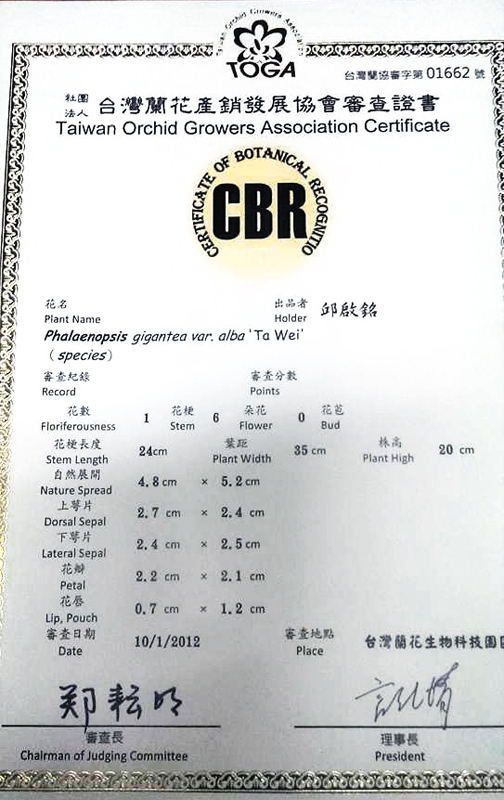 Taiwan Orchid Growers Association
TOGA
台灣蘭協審字第 01662 號
社團法人 台灣蘭花產銷發展協會審查證書
Taiwan Orchid Growers Association Certificate
CERTIFICATE OF BOTANICAL RECOGNITIO
CBR
花名 出品者 邱啟銘
Plant Name Holder
Phalaenopsis gigantea var. alba 'Ta Wei'
( species )
審查紀錄 審查分數
Record Points
花數 1 花梗 6 朵花 0 花苞
Floriferousness Stem Flower Bud
花梗長度 24cm 葉距 35 cm 株高 20 cm
Stem Length Plant Width Plant High
自然展開 4.8 cm × 5.2 cm
Nature Spread
上萼片 2.7 cm × 2.4 cm
Dorsal Sepal
下萼片 2.4 cm × 2.5 cm
Lateral Sepal
花瓣 2.2 cm × 2.1 cm
Petal
花唇 0.7 cm × 1.2 cm
Lip, Pouch
審查日期 10/1/2012 審查地點 台灣蘭花生物科技園區
Date Place
鄭耘明
審查長 理事長
Chairman of Judging Committee President